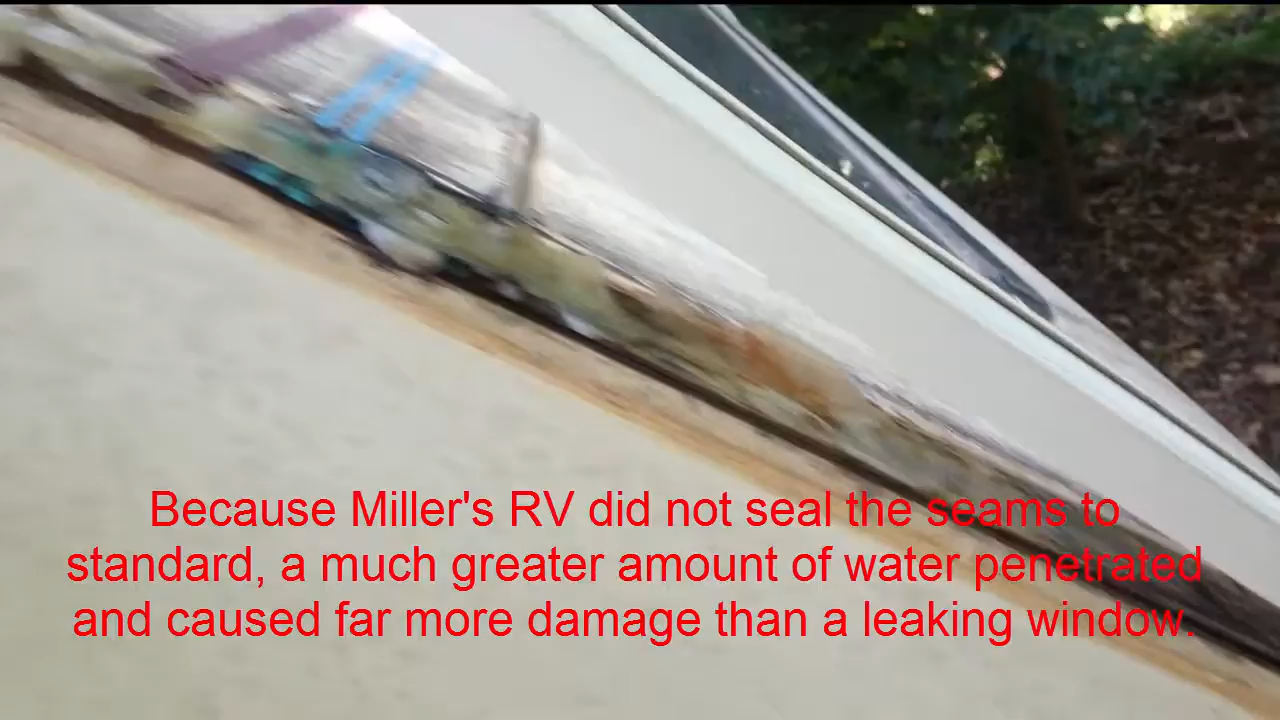 Because Miller's RV did not seal the seams to
standard, a much greater amount of water penetrated
and caused far more damage than a leaking window.